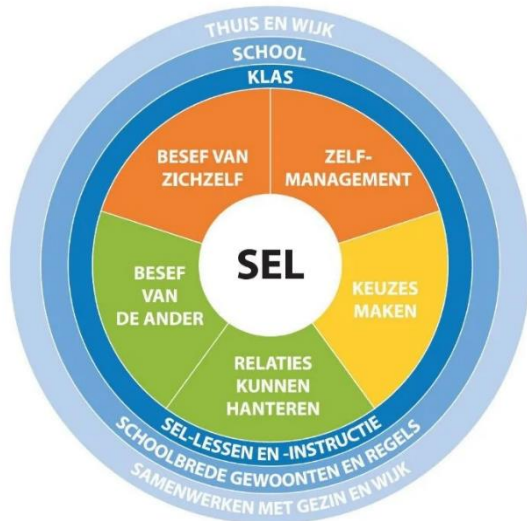 THUIS EN WIJK
SCHOOL
KLAS
BESEF VAN
ZICHZELF
ZELF-
MANAGEMENT
SEL
BESEF
VAN
DE ANDER
KEUZES
MAKEN
RELATIES
KUNNEN
HANTEREN
SEL-LESSEN EN -INSTRUCTIE
SCHOOLBREDE GEWOONTEN EN REGELS
SAMENWERKEN MET GEZIN EN WIJK